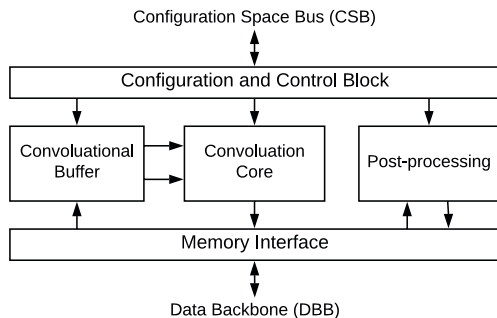 Configuration Space Bus (CSB)
Configuration and Control Block
Convoluational
Buffer
Convoluation
Core
Post-processing
Memory Interface
Data Backbone (DBB)